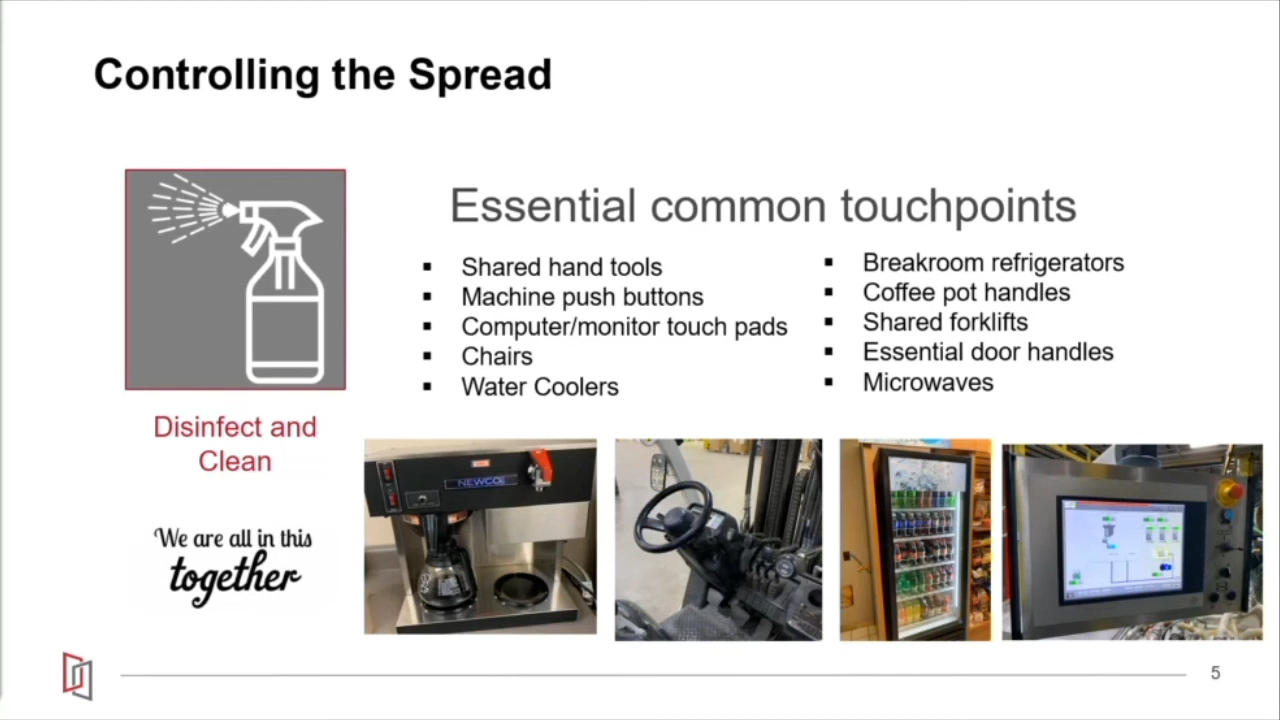 Controlling the Spread
Essential common touchpoints
▪ Shared hand tools
▪ Machine push buttons
▪ Computer/monitor touch pads
▪ Chairs
▪ Water Coolers
▪ Breakroom refrigerators
▪ Coffee pot handles
▪ Shared forklifts
▪ Essential door handles
▪ Microwaves
Disinfect and
Clean
We are all in this
together
NEWCO
5